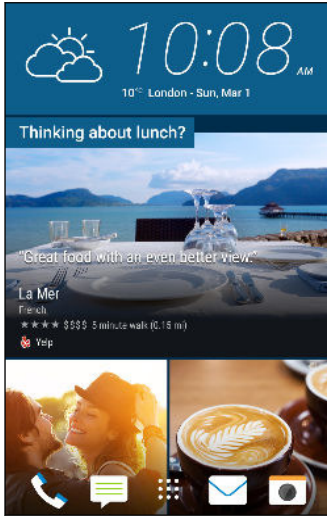 10:08 AM
10°C London - Sun, Mar 1
Thinking about lunch?
"Great food with an even better view."
La Mer
French
★★★★ $$$$ 5 minute walk (0.15 mi)
Yelp